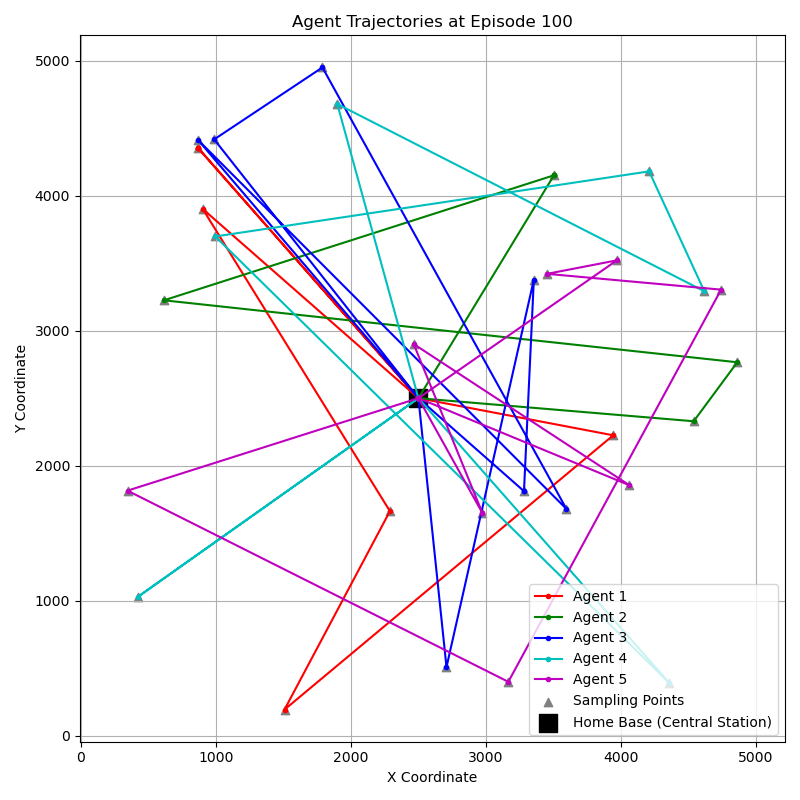 Agent Trajectories at Episode 100
Y Coordinate
5000
4000
3000
2000
1000
0
0
1000
2000
3000
4000
5000
X Coordinate
Agent 1
Agent 2
Agent 3
Agent 4
Agent 5
Sampling Points
Home Base (Central Station)